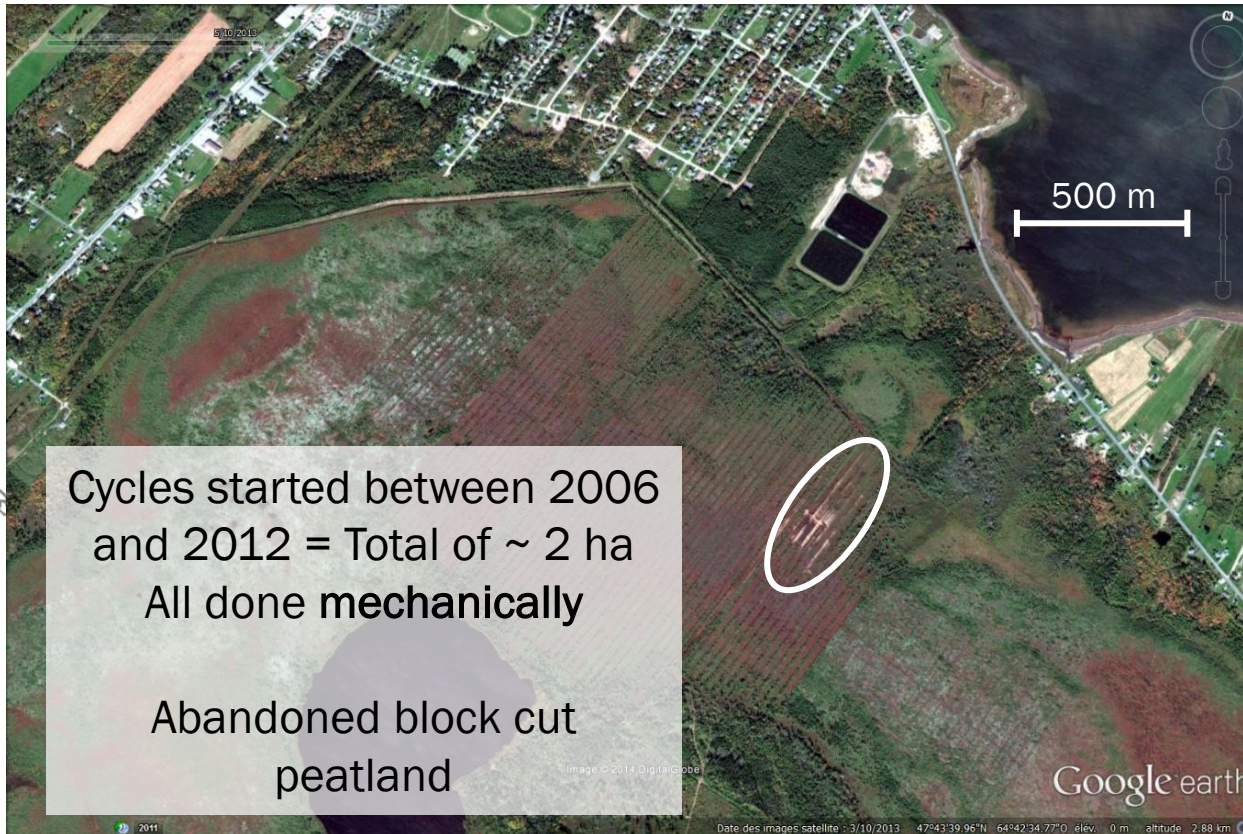 5/10/2013
N
500 m
Cycles started between 2006
and 2012 = Total of ~ 2 ha
All done mechanically
Abandoned block cut
peatland
Image © 2014 DigitalGlobe
Google earth
2011
Date des images satellite : 3/10/2013 47°43'39.96"N 64°42'34.77"O élév. 0 m altitude 2.88 km